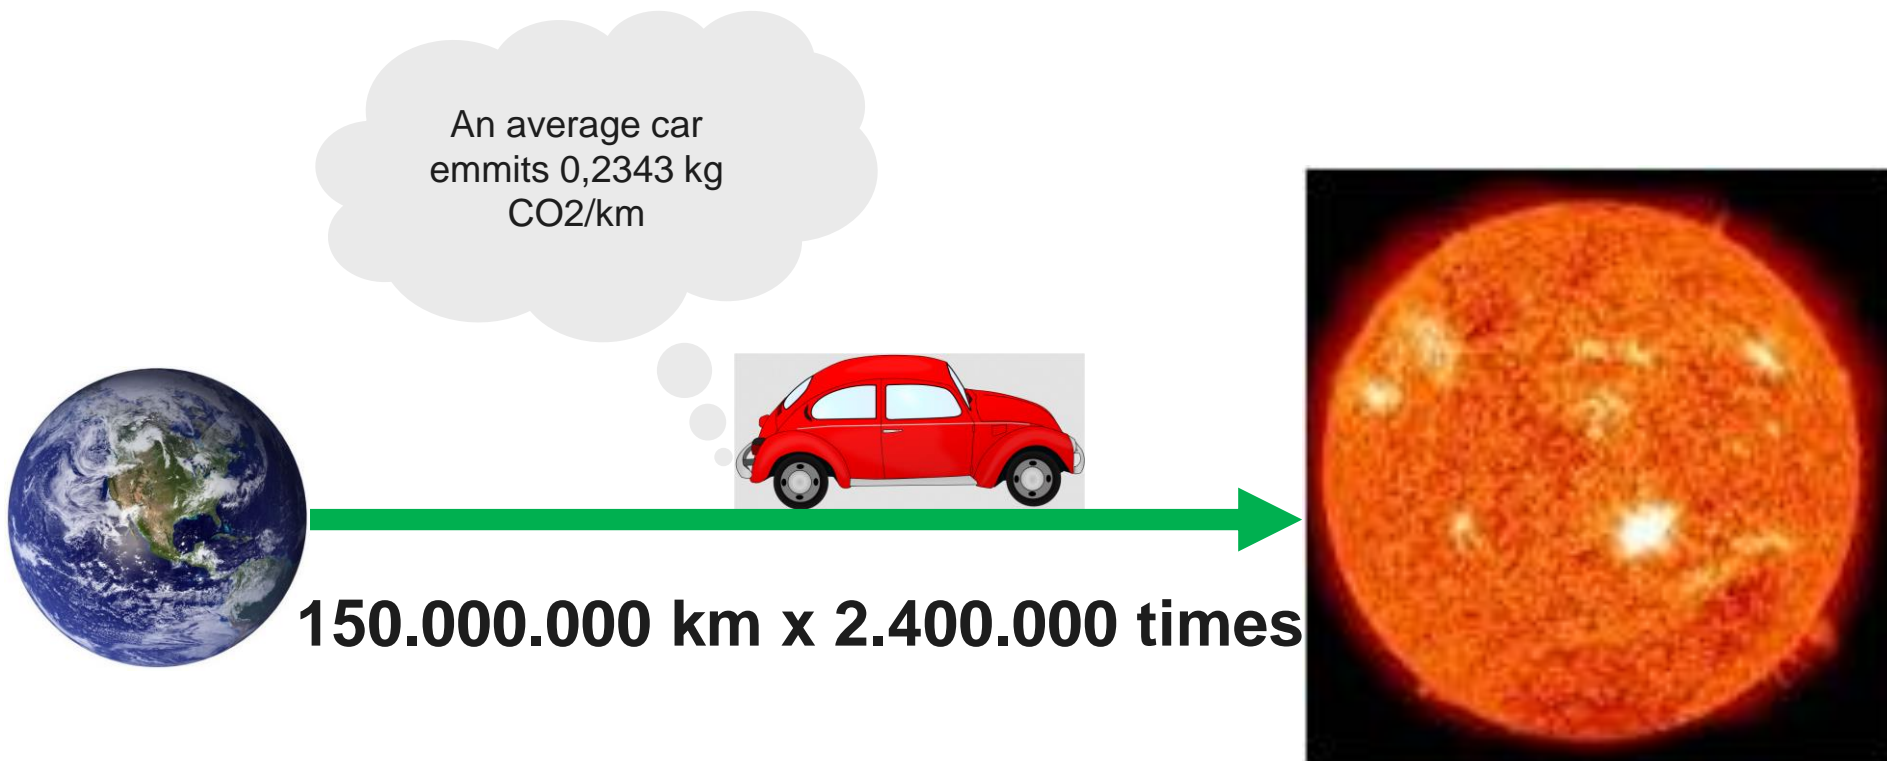 An average car
emmits 0,2343 kg
CO2/km
150.000.000 km x 2.400.000 times